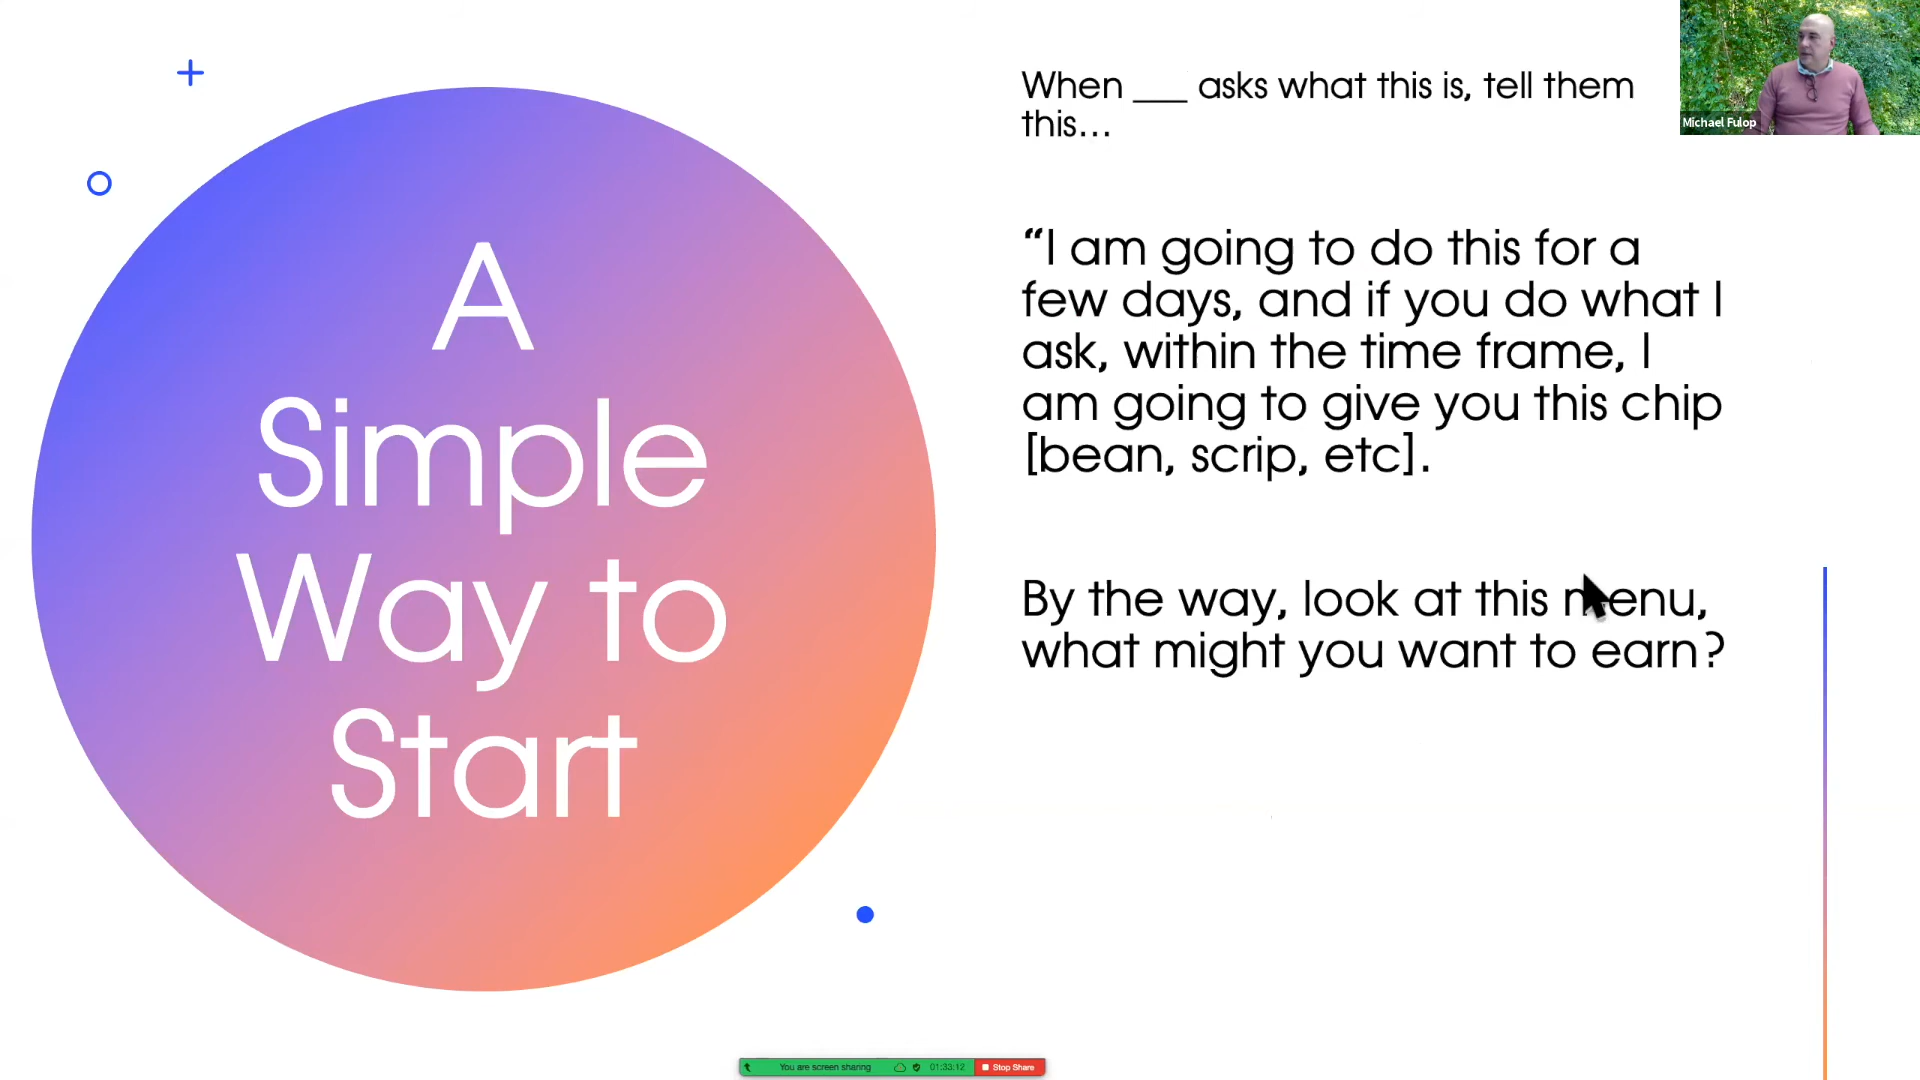 A
Simple
Way to
Start
When ___ asks what this is, tell them
this...
“I am going to do this for a
few days, and if you do what I
ask, within the time frame, I
am going to give you this chip
[bean, scrip, etc].
By the way, look at this menu,
what might you want to earn?
Michael Fulop
You are screen sharing 01:33:12 Stop Share